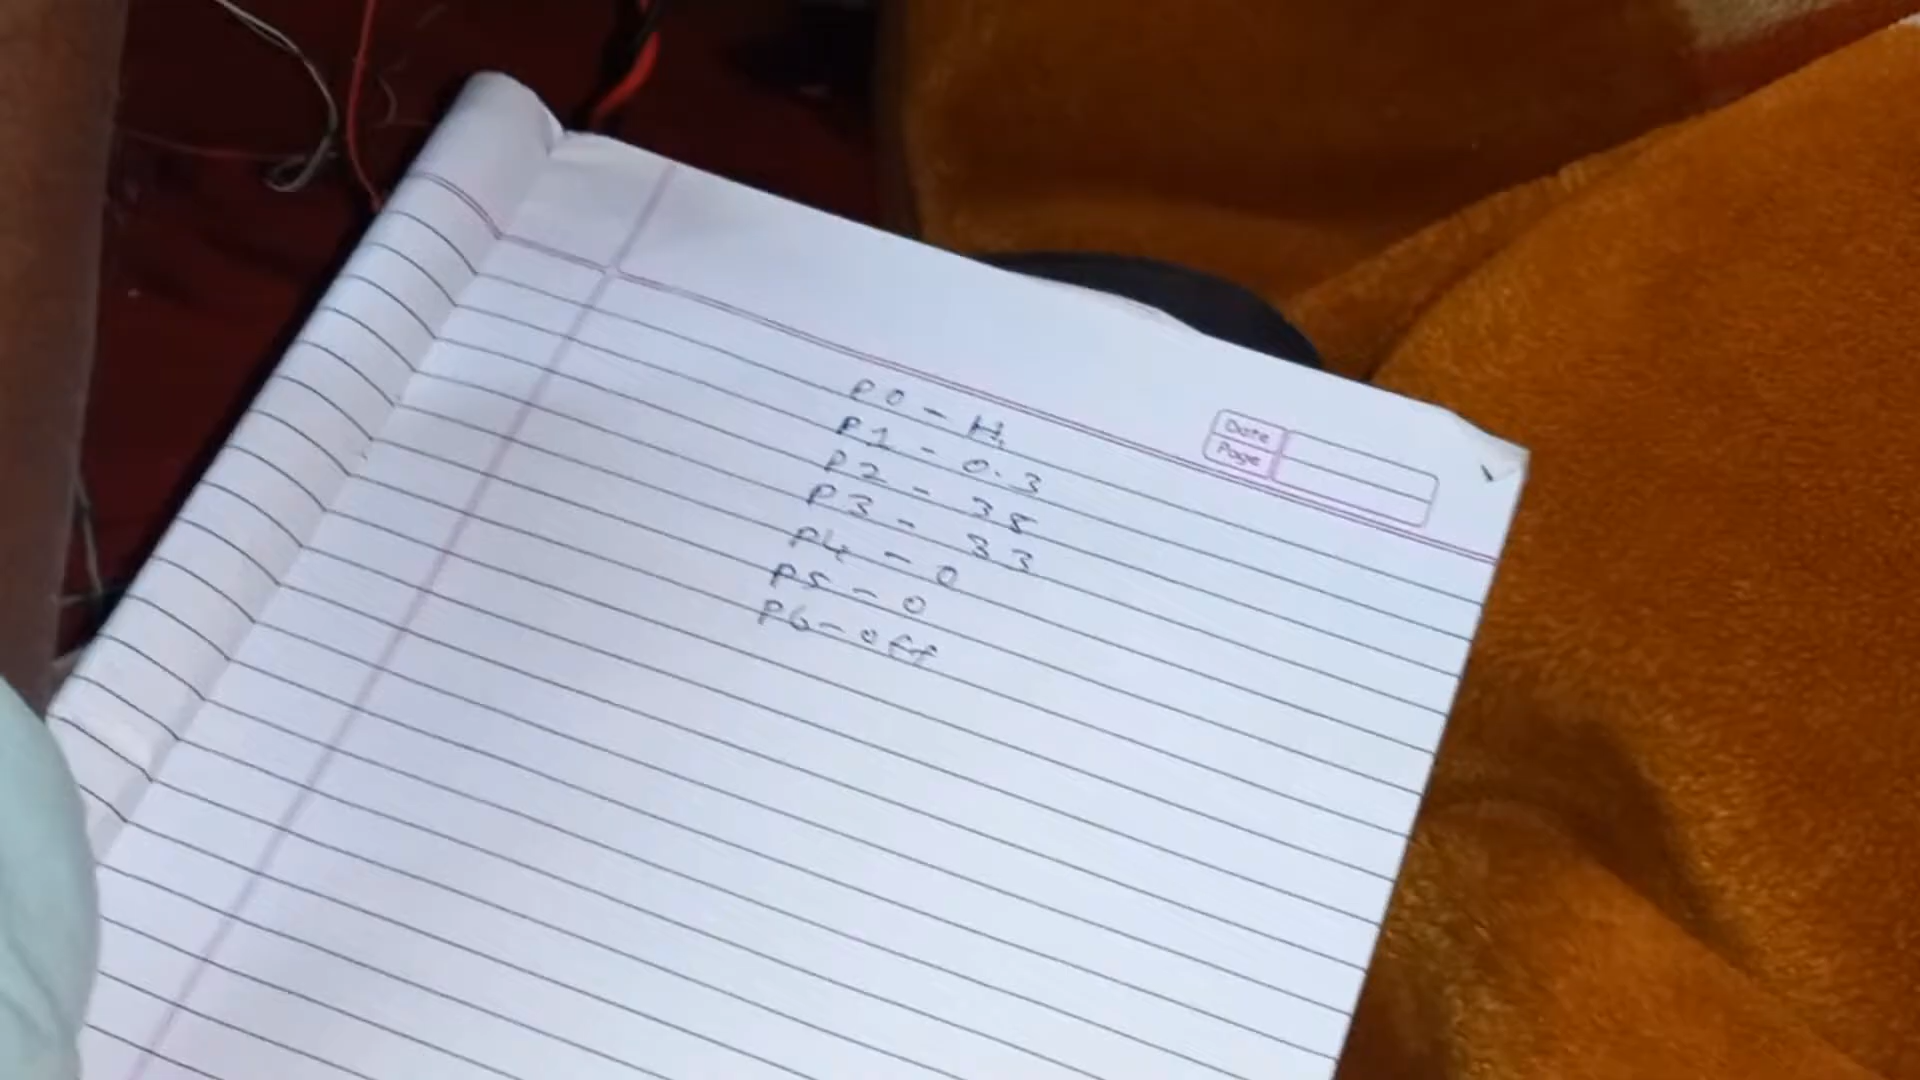 P0 - H
P1 - 0.3
P2 - 38
P3 - 33
P4 - 0
P5 - 0
P6 - off
Date
Page